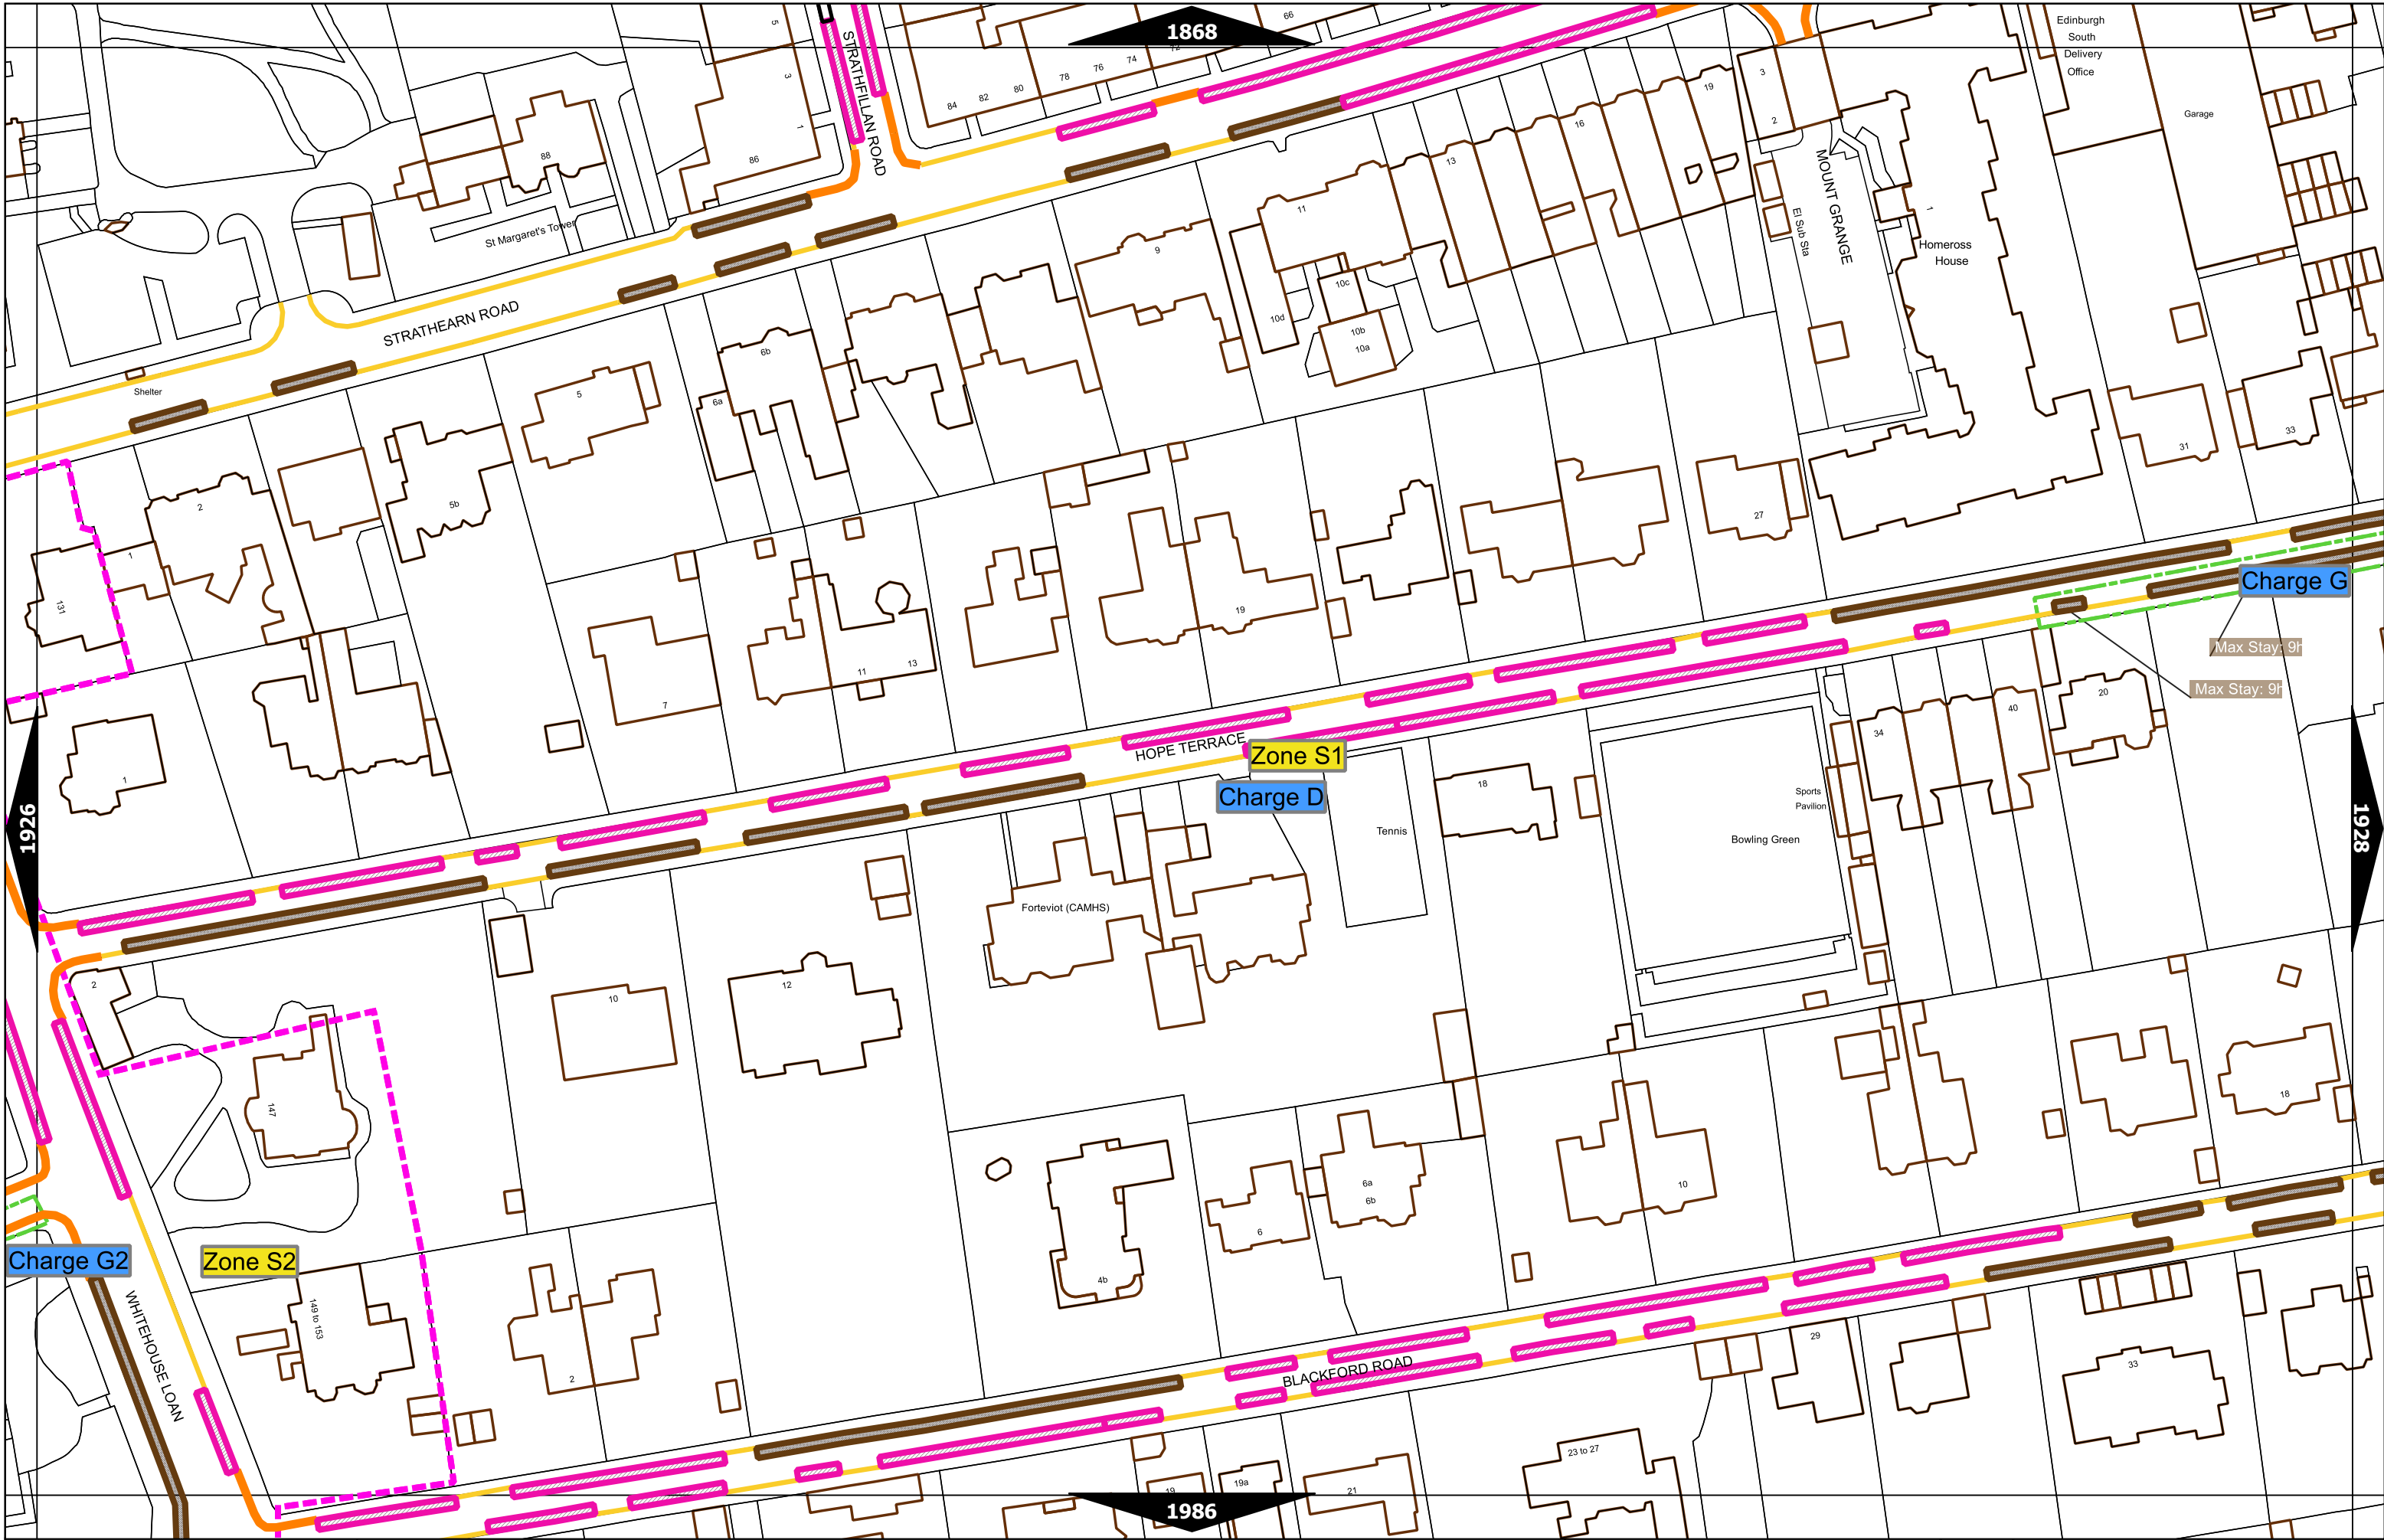 1868
5
3
1
86
STRATHFILLAN ROAD
84
82
80
78
76
74
72
66
88
St Margaret's Tower
STRATHEARN ROAD
Shelter
Edinburgh
South
Delivery
Office
Garage
3
2
19
16
13
11
9
10d
10c
10b
10a
MOUNT GRANGE
El Sub Sta
1
Homeross
House
6b
6a
5
5b
2
1
131
1
7
11
13
19
27
31
33
Charge G
Max Stay: 9h
Max Stay: 9h
HOPE TERRACE
Zone S1
Charge D
1926
1928
Tennis
18
Bowling Green
Sports
Pavilion
34
40
20
Forteviot (CAMHS)
12
10
2
147
Charge G2
Zone S2
WHITEHOUSE LOAN
149 to 153
2
4b
6
6a
6b
10
18
BLACKFORD ROAD
29
33
23 to 27
21
19a
19
1986